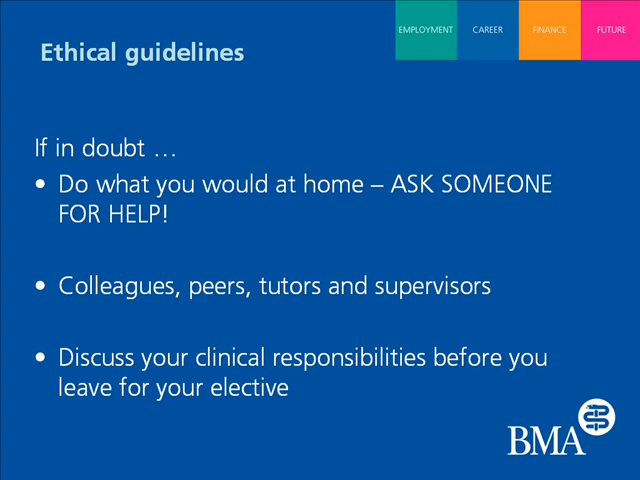 EMPLOYMENT CAREER FINANCE FUTURE
Ethical guidelines
If in doubt …
• Do what you would at home – ASK SOMEONE
FOR HELP!
• Colleagues, peers, tutors and supervisors
• Discuss your clinical responsibilities before you
leave for your elective
BMA